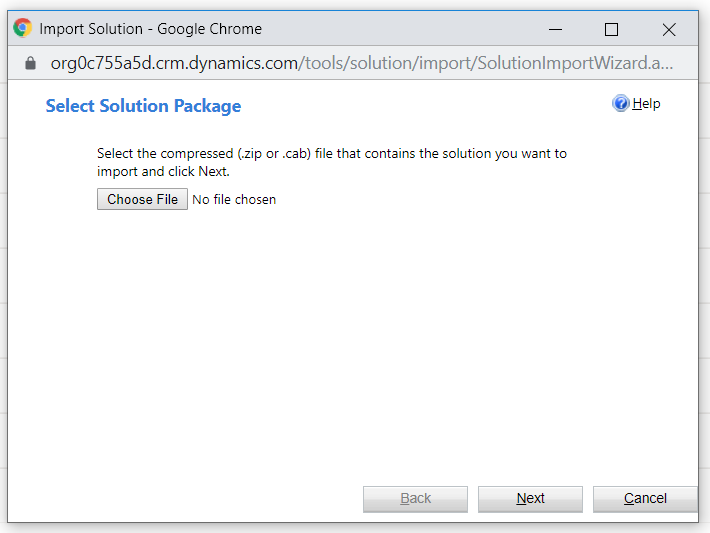 Import Solution - Google Chrome
org0c755a5d.crm.dynamics.com/tools/solution/import/SolutionImportWizard.a...
Select Solution Package
Help
Select the compressed (.zip or .cab) file that contains the solution you want to
import and click Next.
Choose File No file chosen
Back Next Cancel